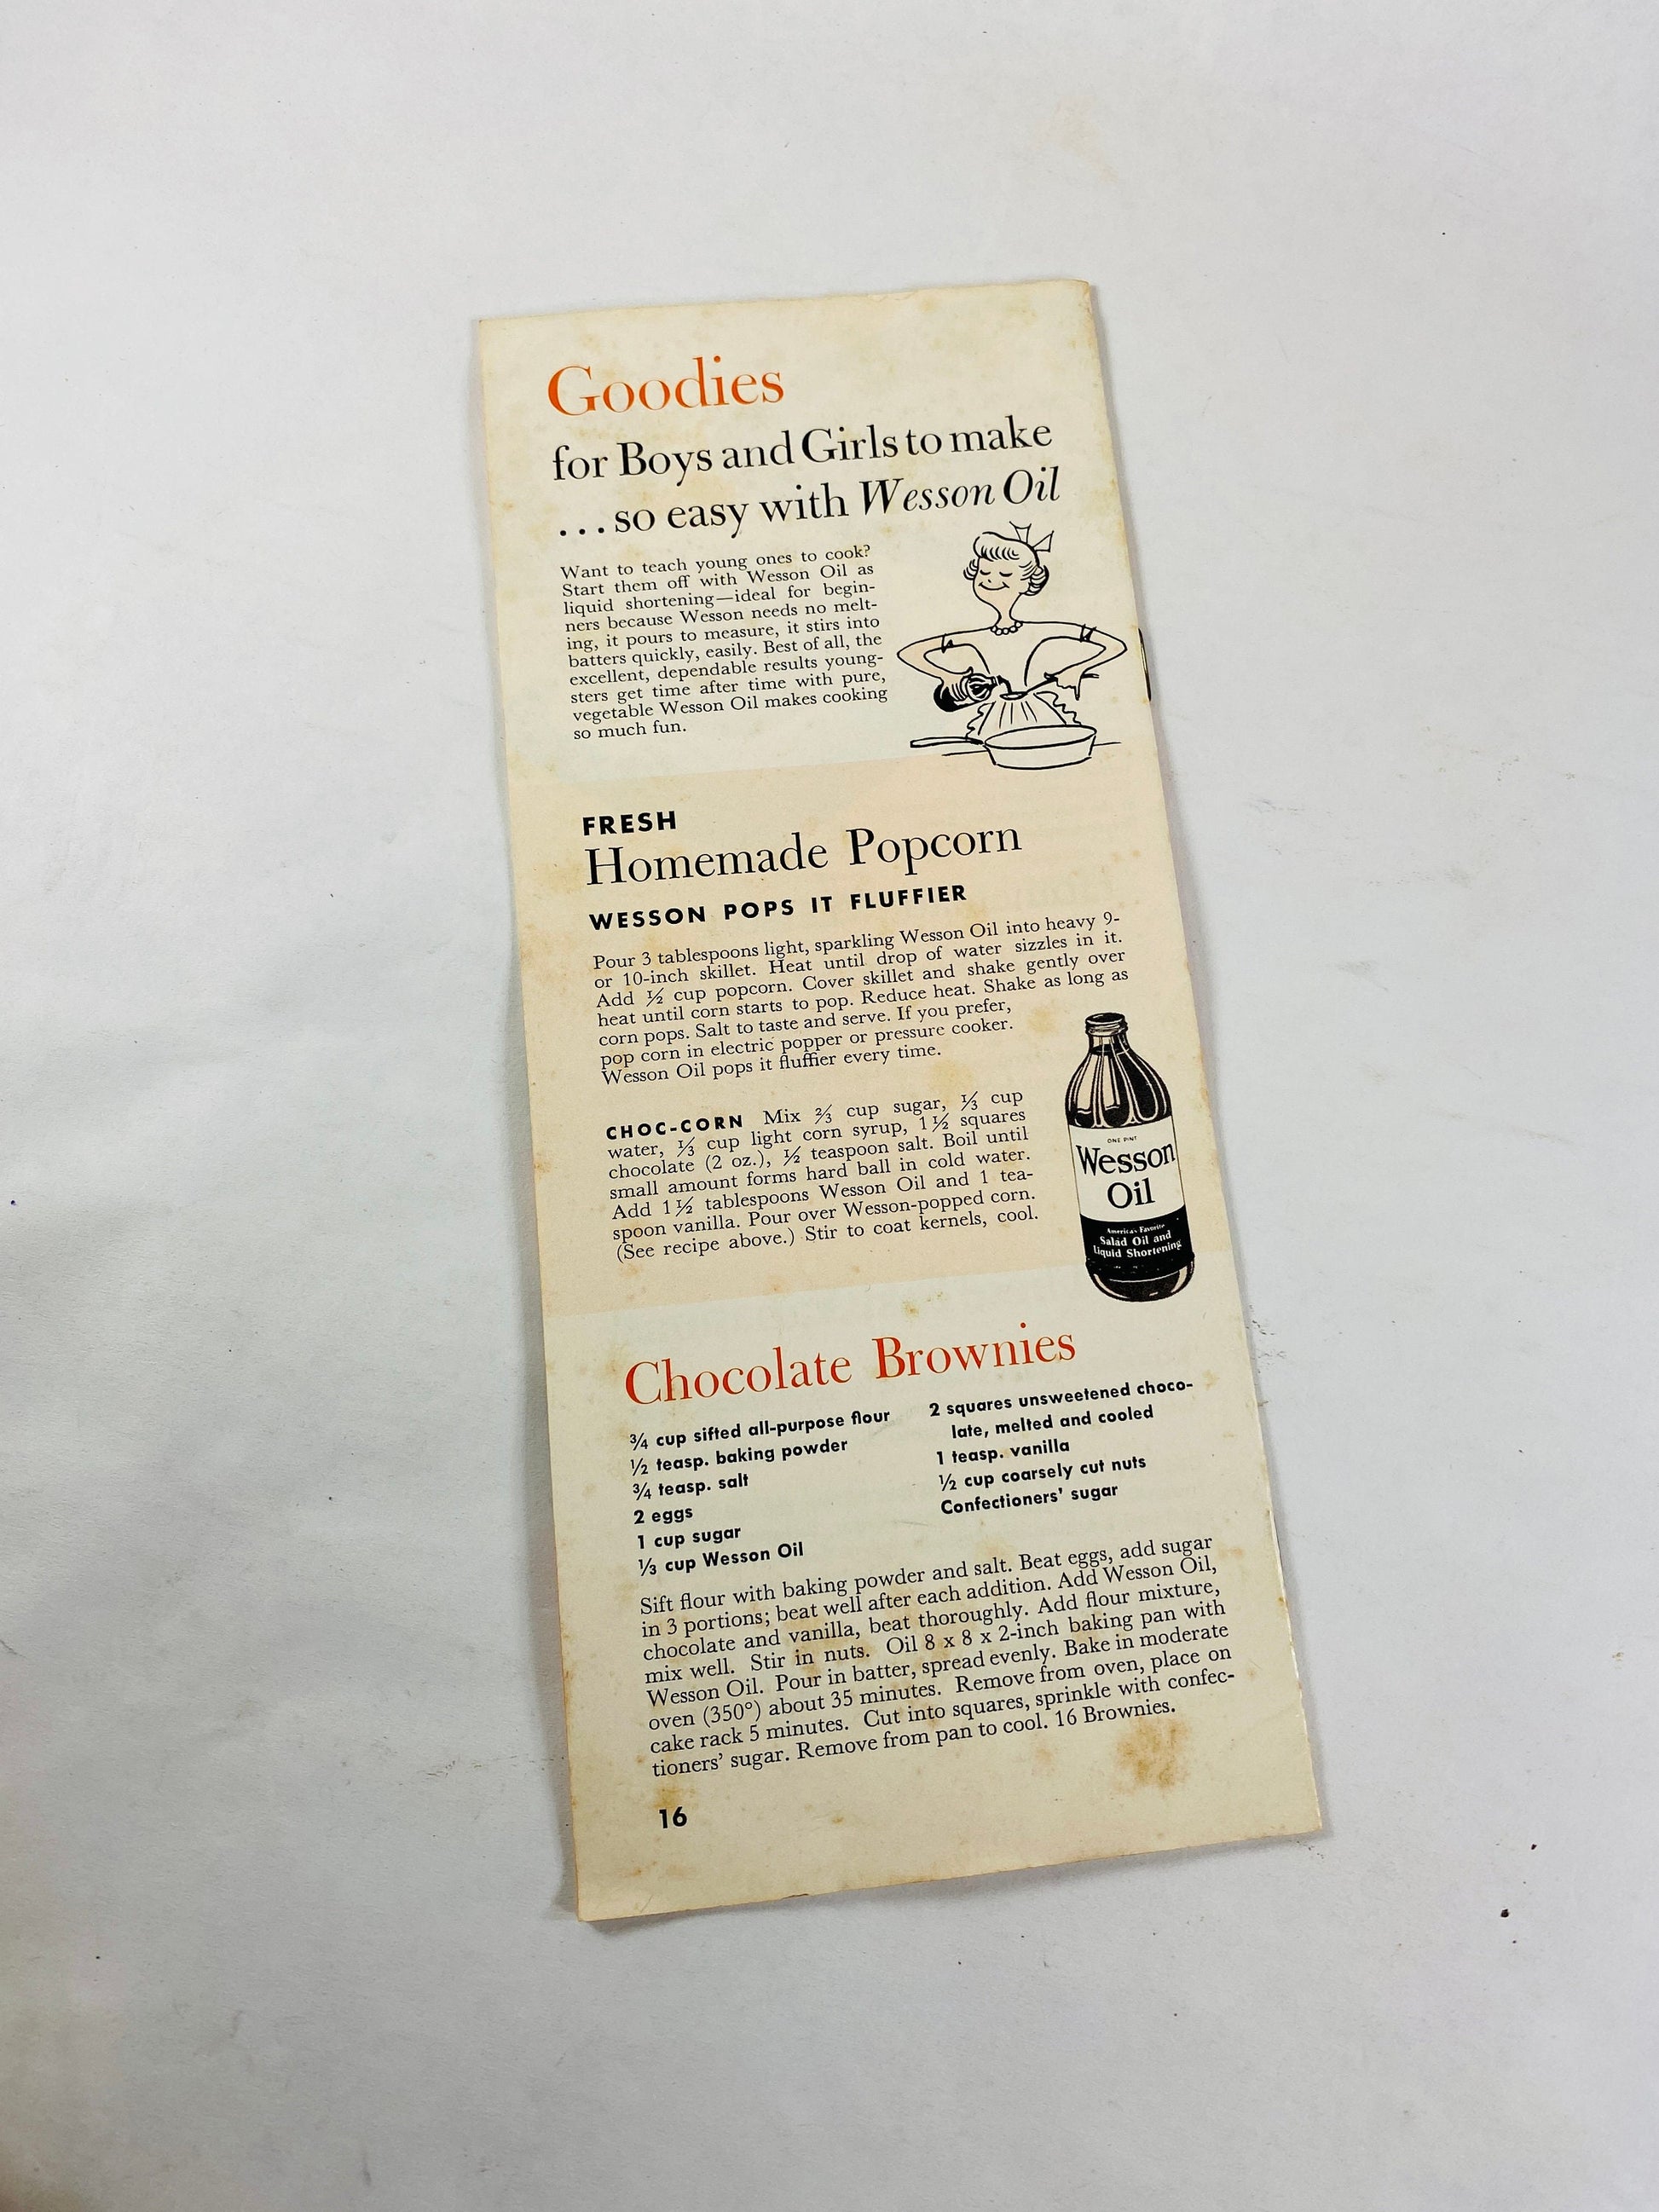 Goodies
for Boys and Girls to make
...so easy with Wesson Oil
Want to teach young ones to cook?
Start them off with Wesson Oil as
liquid shortening—ideal for begin-
ners because Wesson needs no melt-
ing, it pours to measure, it stirs into
batters quickly, easily. Best of all, the
excellent, dependable results young-
sters get time after time with pure,
vegetable Wesson Oil makes cooking
so much fun.
FRESH
Homemade Popcorn
WESSON POPS IT FLUFFIER
Pour 3 tablespoons light, sparkling Wesson Oil into heavy 9-
or 10-inch skillet. Heat until drop of water sizzles in it.
Add ½ cup popcorn. Cover skillet and shake gently over
heat until corn starts to pop. Reduce heat. Shake as long as
corn pops. Salt to taste and serve. If you prefer,
pop corn in electric popper or pressure cooker.
Wesson Oil pops it fluffier every time.
CHOC-CORN Mix ⅔ cup sugar, ⅓ cup
water, ⅓ cup light corn syrup, 1½ squares
chocolate (2 oz.), ½ teaspoon salt. Boil until
small amount forms hard ball in cold water.
Add 1½ tablespoons Wesson Oil and 1 tea-
spoon vanilla. Pour over Wesson-popped corn.
(See recipe above.) Stir to coat kernels, cool.
ONE PINT
Wesson
Oil
America's Favorite
Salad Oil and
Liquid Shortening
Chocolate Brownies
¾ cup sifted all-purpose flour
½ teasp. baking powder
¾ teasp. salt
2 eggs
1 cup sugar
⅓ cup Wesson Oil
2 squares unsweetened choco-
late, melted and cooled
1 teasp. vanilla
½ cup coarsely cut nuts
Confectioners' sugar
Sift flour with baking powder and salt. Beat eggs, add sugar
in 3 portions; beat well after each addition. Add Wesson Oil,
chocolate and vanilla, beat thoroughly. Add flour mixture,
mix well. Stir in nuts. Oil 8 x 8 x 2-inch baking pan with
Wesson Oil. Pour in batter, spread evenly. Bake in moderate
oven (350°) about 35 minutes. Remove from oven, place on
cake rack 5 minutes. Cut into squares, sprinkle with confec-
tioners' sugar. Remove from pan to cool. 16 Brownies.
16